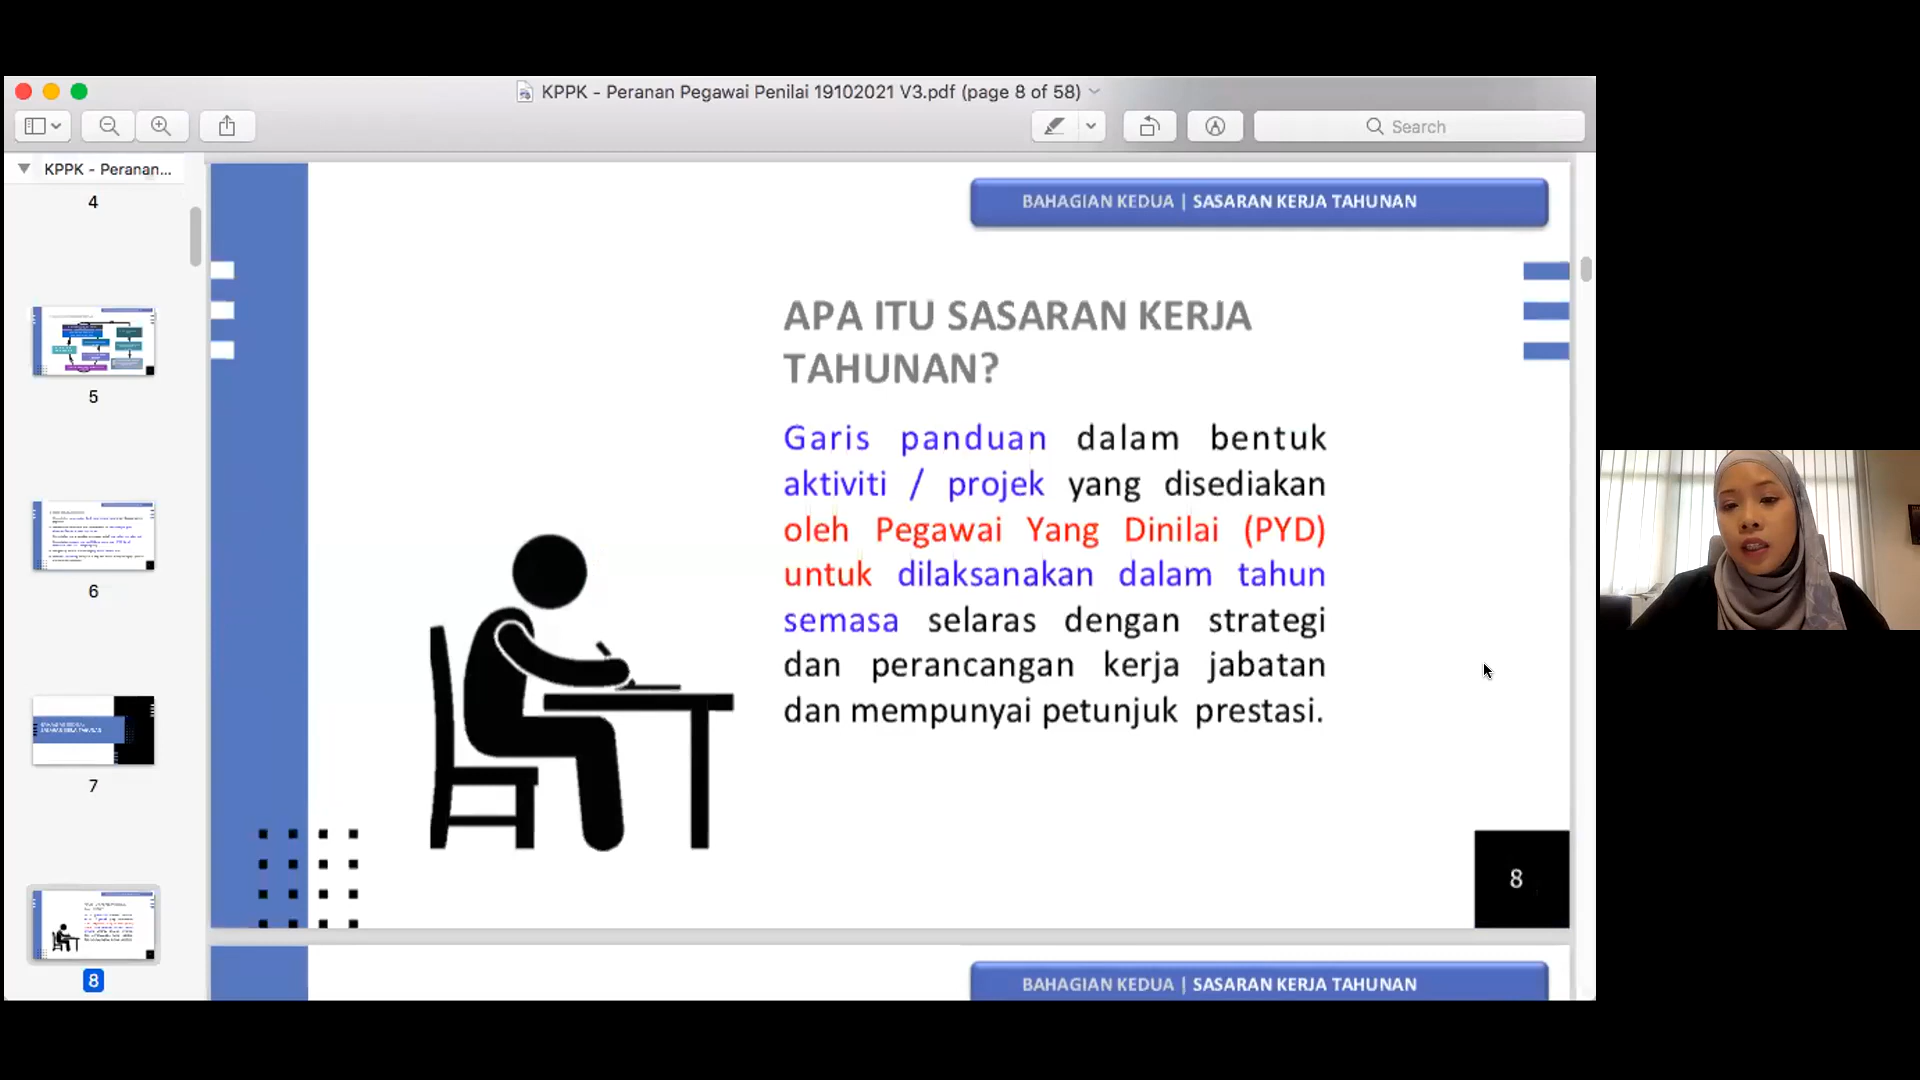 KPPK - Peranan Pegawai Penilai 19102021 V3.pdf (page 8 of 58)
Search
KPPK - Peranan...
4
5
6
7
8
BAHAGIAN KEDUA | SASARAN KERJA TAHUNAN
APA ITU SASARAN KERJA
TAHUNAN?
Garis panduan dalam bentuk
aktiviti / projek yang disediakan
oleh Pegawai Yang Dinilai (PYD)
untuk dilaksanakan dalam tahun
semasa selaras dengan strategi
dan perancangan kerja jabatan
dan mempunyai petunjuk prestasi.
8
BAHAGIAN KEDUA | SASARAN KERJA TAHUNAN